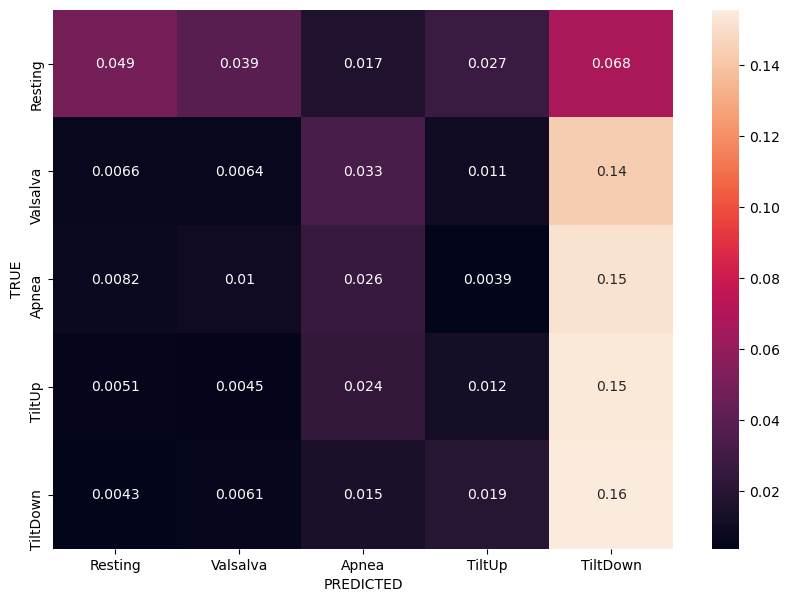 Resting 0.049 0.039 0.017 0.027 0.068
Valsalva 0.0066 0.0064 0.033 0.011 0.14
Apnea 0.0082 0.01 0.026 0.0039 0.15
TiltUp 0.0051 0.0045 0.024 0.012 0.15
TiltDown 0.0043 0.0061 0.015 0.019 0.16
TRUE
Resting Valsalva Apnea TiltUp TiltDown
PREDICTED
0.14
0.12
0.10
0.08
0.06
0.04
0.02